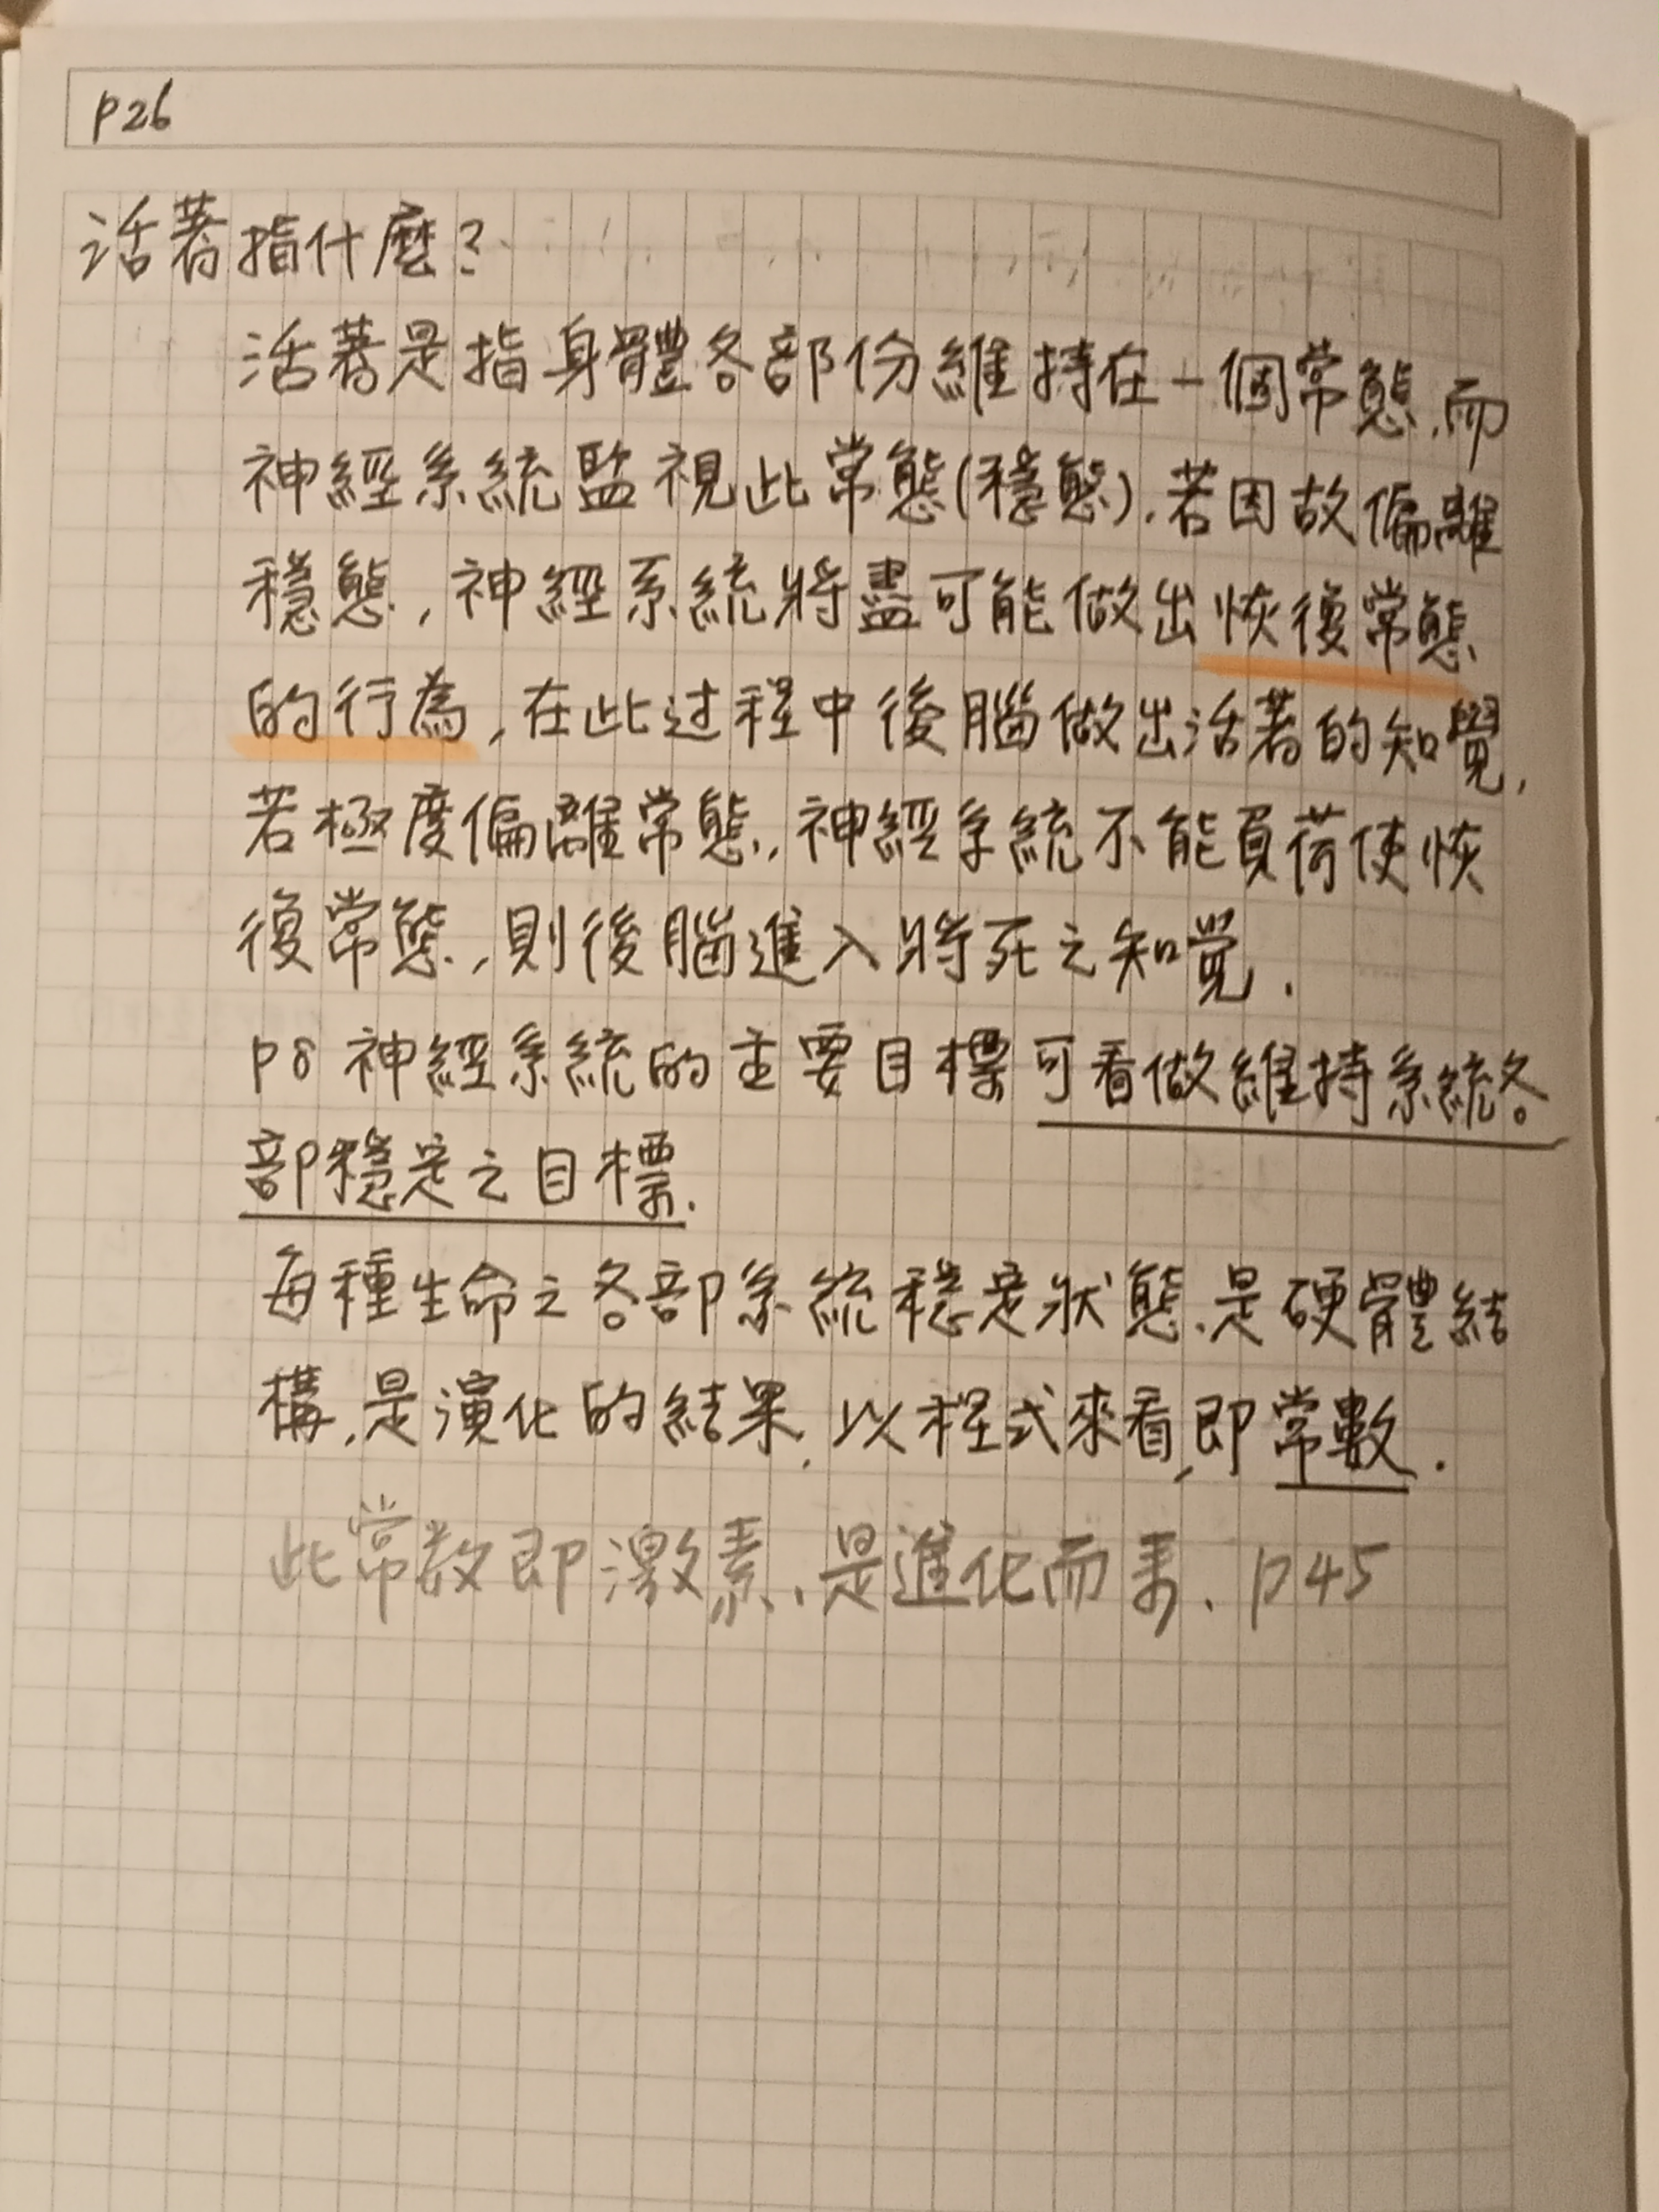 p26
活著指什麼?
活著是指身體各部份維持在一個常態,而
神經系統監視此常態(穩態).若因故偏離
穩態,神經系統將盡可能做出恢復常態
的行為,在此过程中後腦做出活著的知覺,
若極度偏離常態,神經系統不能負荷使恢
復常態,則後腦進入將死之知覺.
P8 神經系統的主要目標可看做維持系統各
部穩定之目標.
每種生命之各部系統穩定狀態.是硬體結
構,是演化的結果,以程式來看,即常數.
此常数即激素,是進化而來.p45